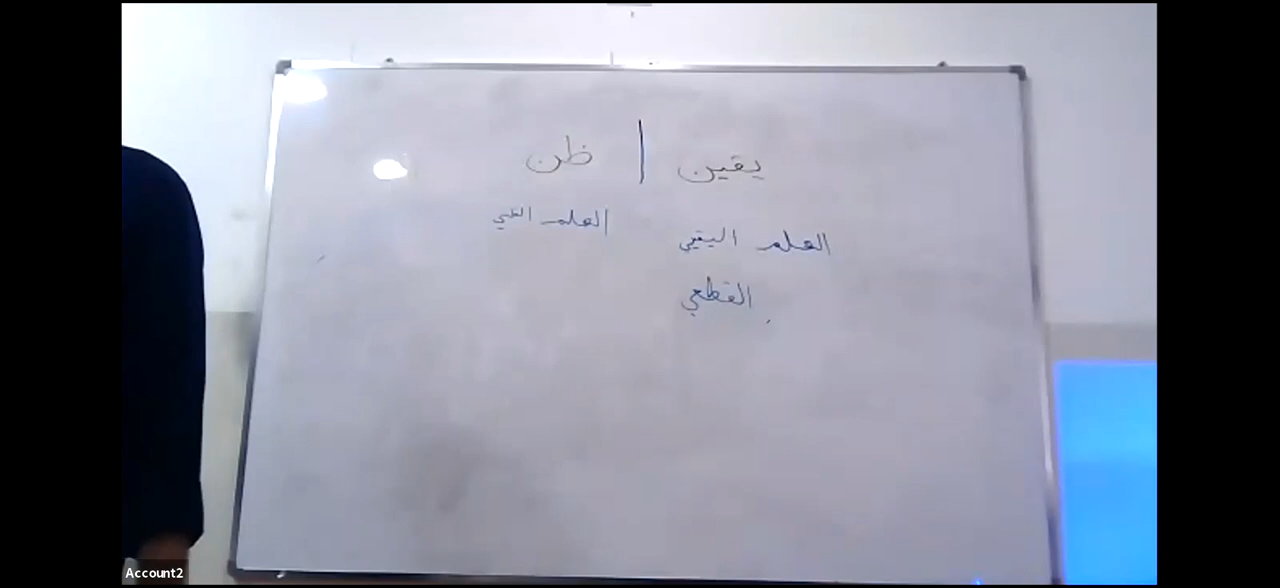 يقين | ظن
العلم اليقيني
العلم الظني
القطعي
Account2